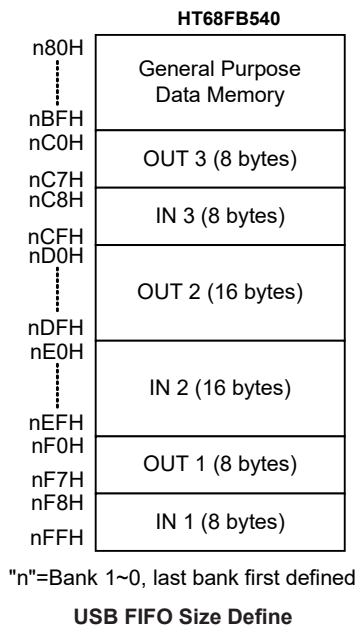 HT68FB540
n80H
General Purpose
Data Memory
nBFH
nC0H
OUT 3 (8 bytes)
nC7H
nC8H
IN 3 (8 bytes)
nCFH
nD0H
OUT 2 (16 bytes)
nDFH
nE0H
IN 2 (16 bytes)
nEFH
nF0H
OUT 1 (8 bytes)
nF7H
nF8H
IN 1 (8 bytes)
nFFH
"n"=Bank 1~0, last bank first defined
USB FIFO Size Define